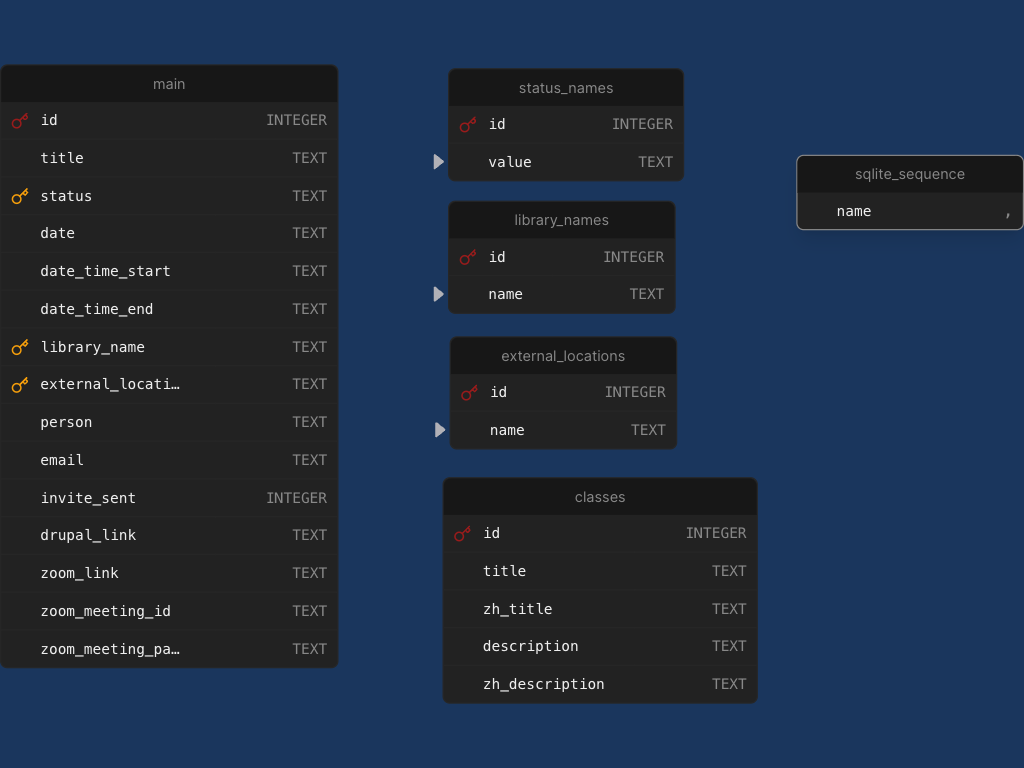 main
id INTEGER
title TEXT
status TEXT
date TEXT
date_time_start TEXT
date_time_end TEXT
library_name TEXT
external_locati… TEXT
person TEXT
email TEXT
invite_sent INTEGER
drupal_link TEXT
zoom_link TEXT
zoom_meeting_id TEXT
zoom_meeting_pa… TEXT
status_names
id INTEGER
value TEXT
library_names
id INTEGER
name TEXT
external_locations
id INTEGER
name TEXT
classes
id INTEGER
title TEXT
zh_title TEXT
description TEXT
zh_description TEXT
sqlite_sequence
name ,